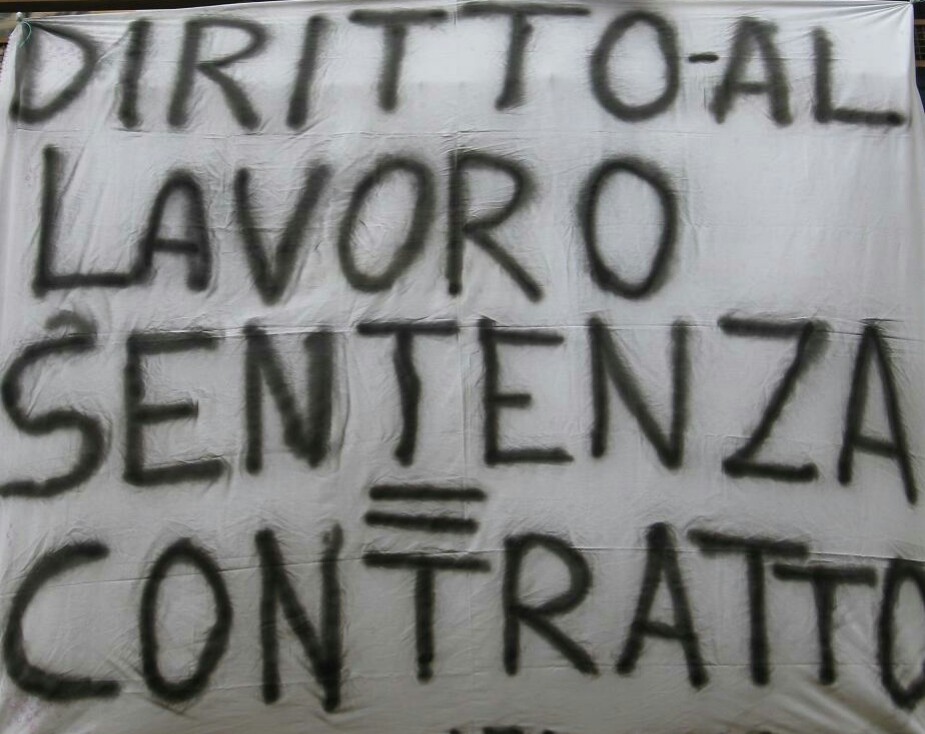 DIRITTO-AL
LAVORO
SENTENZA
=
CONTRATTO